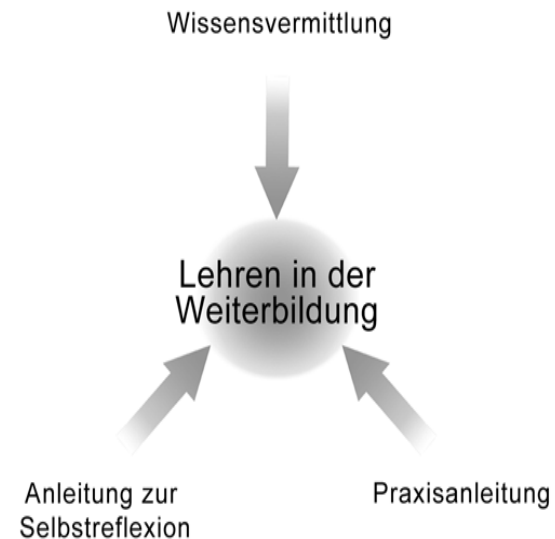 Wissensvermittlung
Lehren in der
Weiterbildung
Anleitung zur
Selbstreflexion
Praxisanleitung